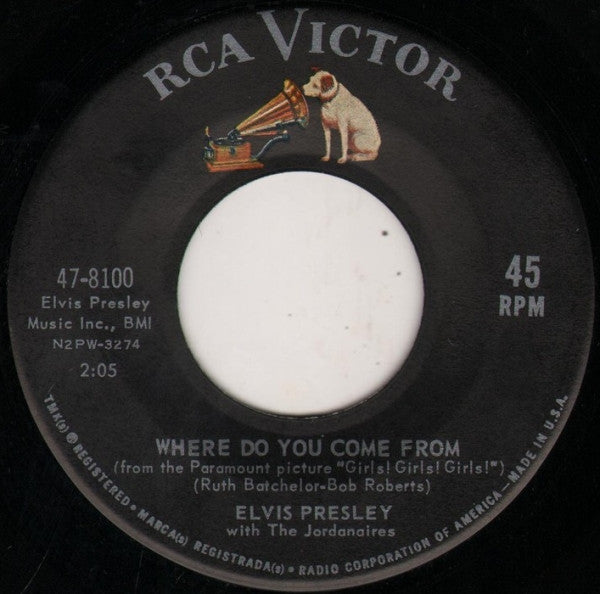 RCA VICTOR
47-8100
Elvis Presley
Music Inc., BMI
N2PW-3274
2:05
45
RPM
WHERE DO YOU COME FROM
(from the Paramount picture "Girls! Girls! Girls!")
(Ruth Batchelor-Bob Roberts)
ELVIS PRESLEY
with The Jordanaires
TMK(s) ® REGISTERED • MARCA(s) REGISTRADA(s) • RADIO CORPORATION OF AMERICA—MADE IN U.S.A.